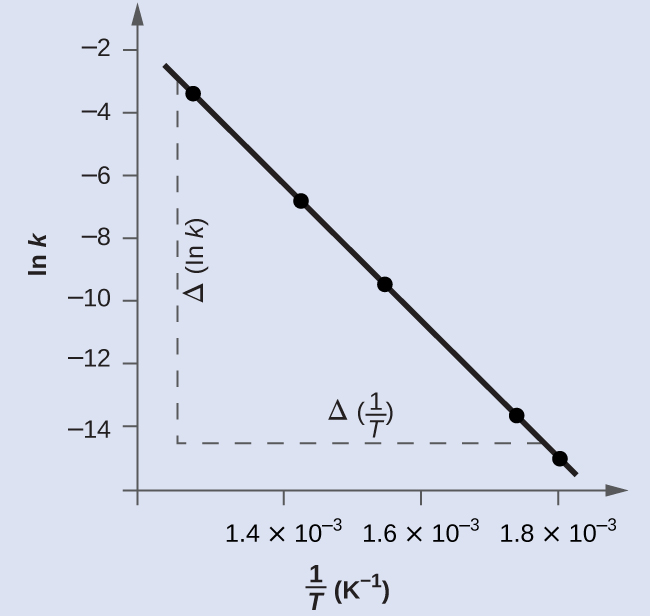 −2
−4
−6
−8
−10
−12
−14
ln k
Δ (ln k)
Δ (1/T)
1.4 × 10⁻³ 1.6 × 10⁻³ 1.8 × 10⁻³
1/T (K⁻¹)